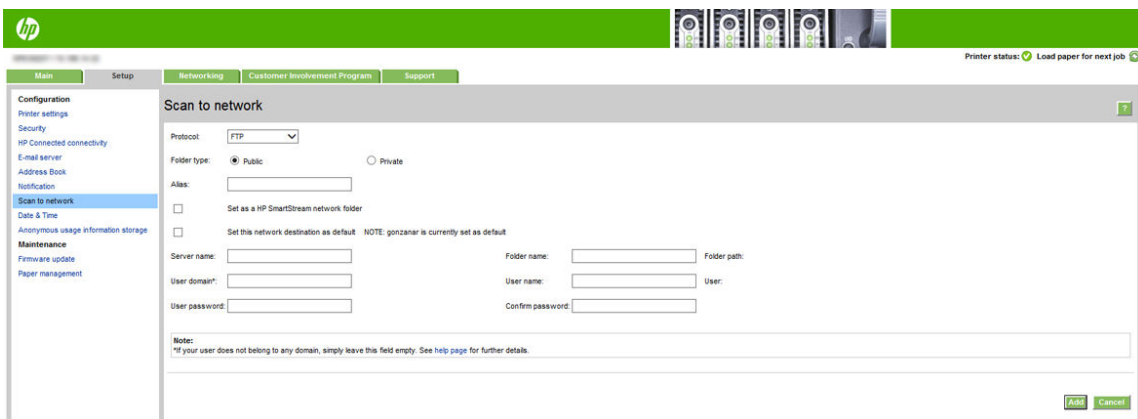 hp
Printer status: Load paper for next job
Main Setup Networking Customer Involvement Program Support
Configuration
Printer settings
Security
HP Connected connectivity
E-mail server
Address Book
Notification
Scan to network
Date & Time
Anonymous usage information storage
Maintenance
Firmware update
Paper management
Scan to network
?
Protocol: FTP
Folder type: Public Private
Alias:
Set as a HP SmartStream network folder
Set this network destination as default NOTE: gonzanar is currently set as default
Server name: Folder name: Folder path:
User domain*: User name: User:
User password: Confirm password:
Note:
*If your user does not belong to any domain, simply leave this field empty. See help page for further details.
Add Cancel